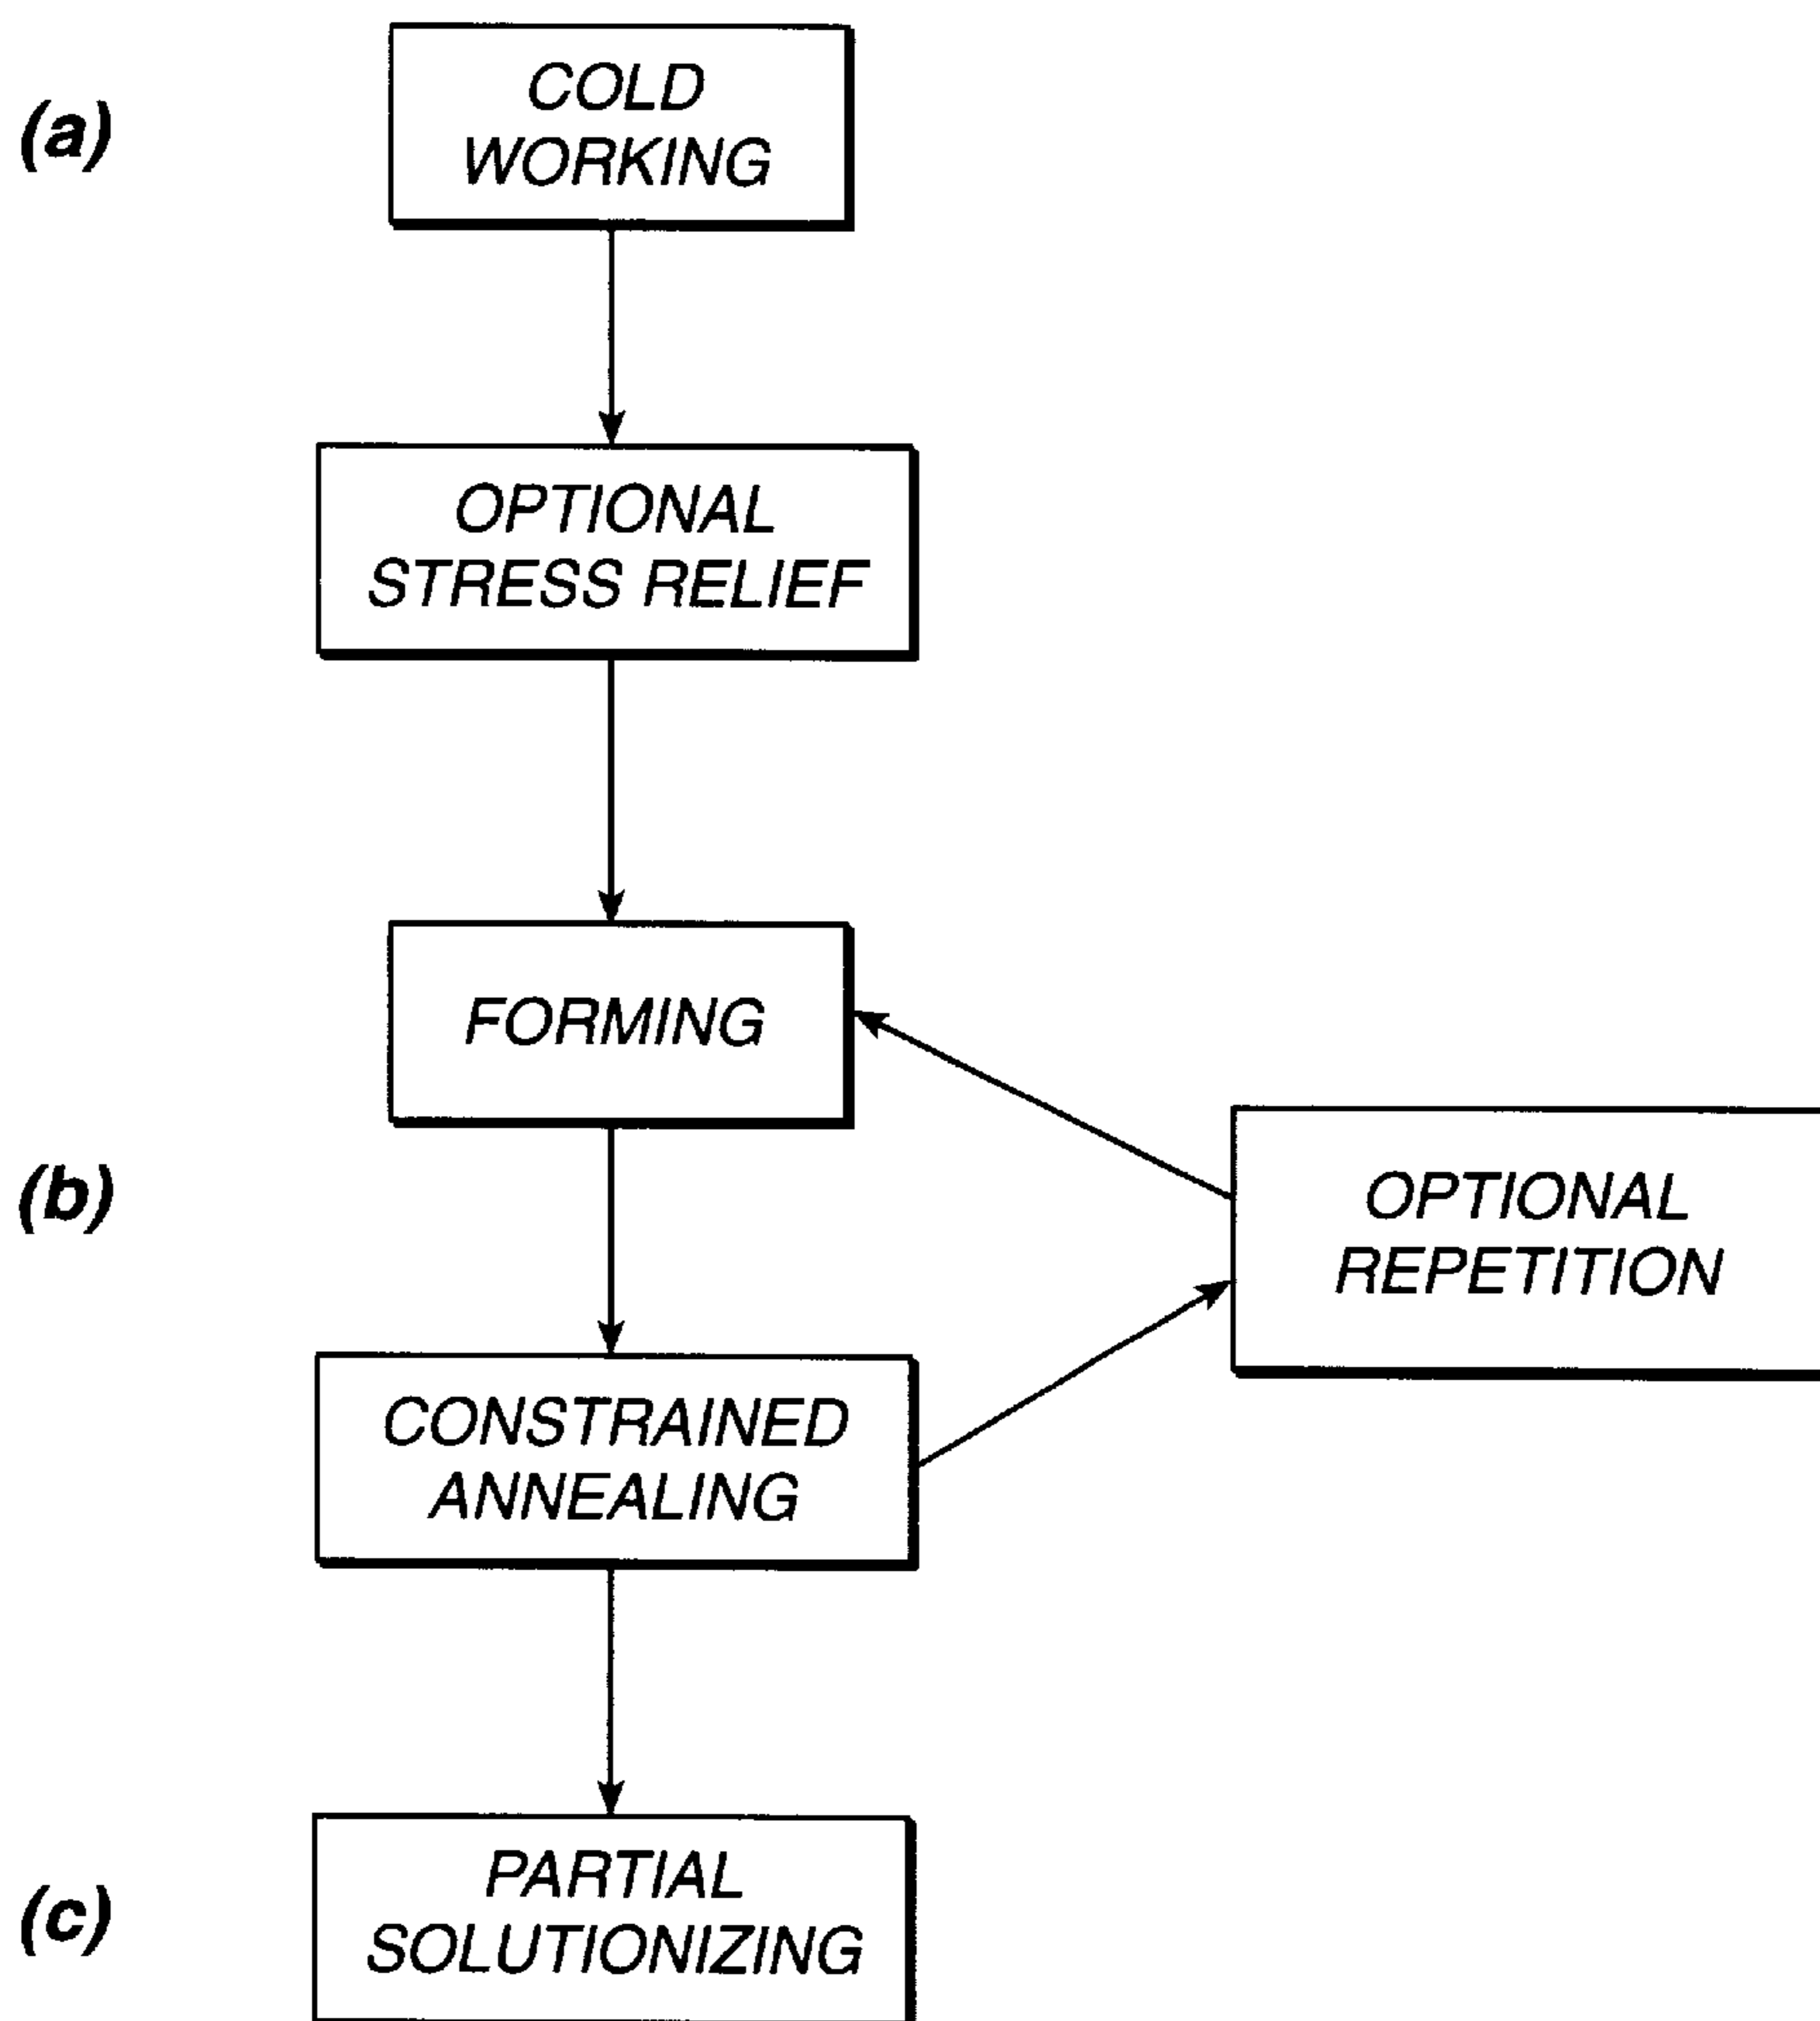 (a)
COLD
WORKING
OPTIONAL
STRESS RELIEF
FORMING
(b)
OPTIONAL
REPETITION
CONSTRAINED
ANNEALING
(c)
PARTIAL
SOLUTIONIZING